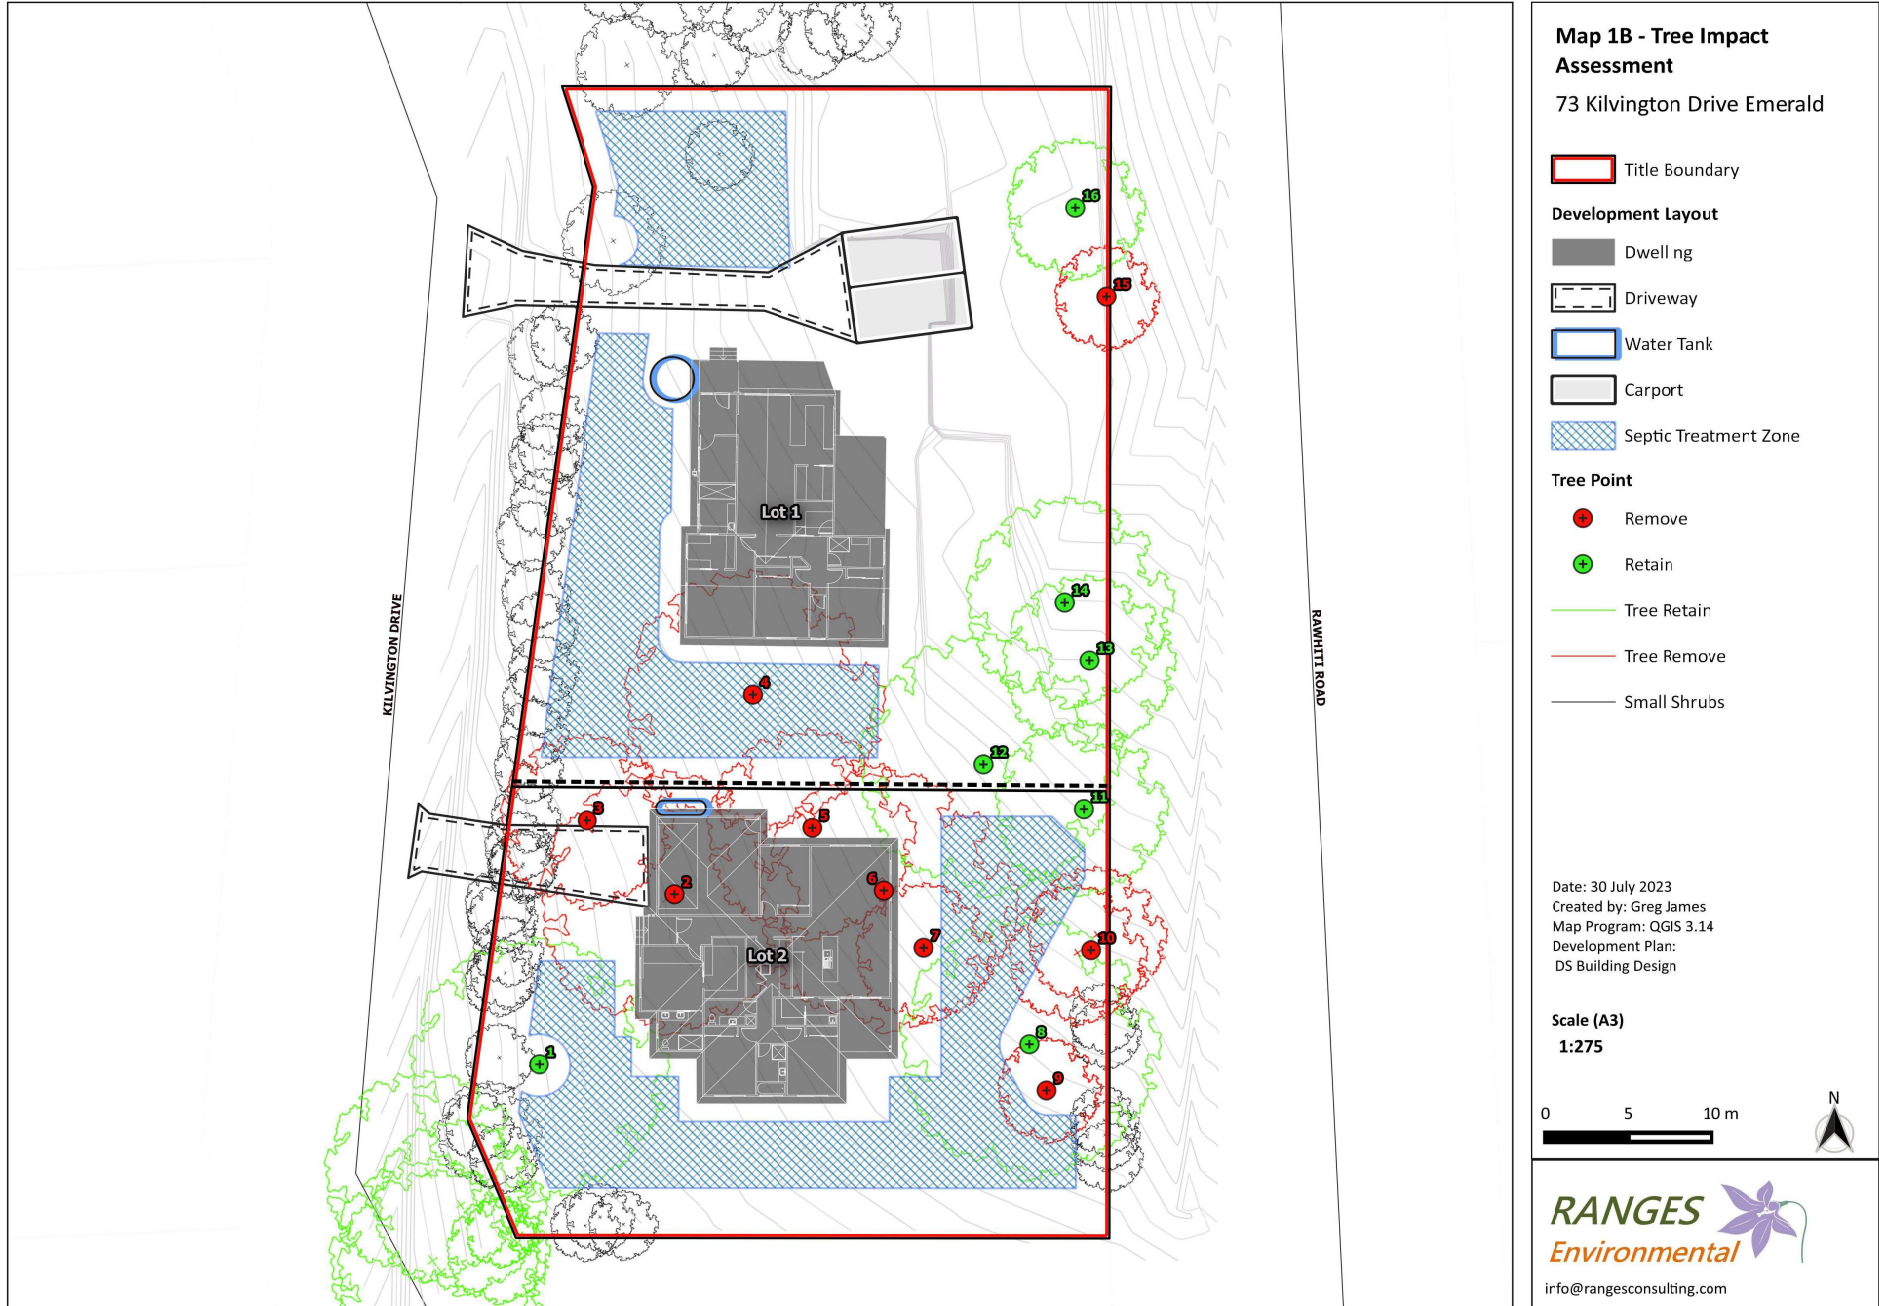 Map 1B - Tree Impact
Assessment
73 Kilvington Drive Emerald
Title Boundary
Development Layout
Dwelling
Driveway
Water Tank
Carport
Septic Treatment Zone
Tree Point
Remove
Retain
Tree Retain
Tree Remove
Small Shrubs
Date: 30 July 2023
Created by: Greg James
Map Program: QGIS 3.14
Development Plan:
DS Building Design
Scale (A3)
1:275
0 5 10 m
N
RANGES
Environmental
info@rangesconsulting.com
KILVINGTON DRIVE
RAWHITI ROAD
Lot 1
Lot 2
16
15
14
13
4
12
11
3
5
2
6
7
10
8
1
9